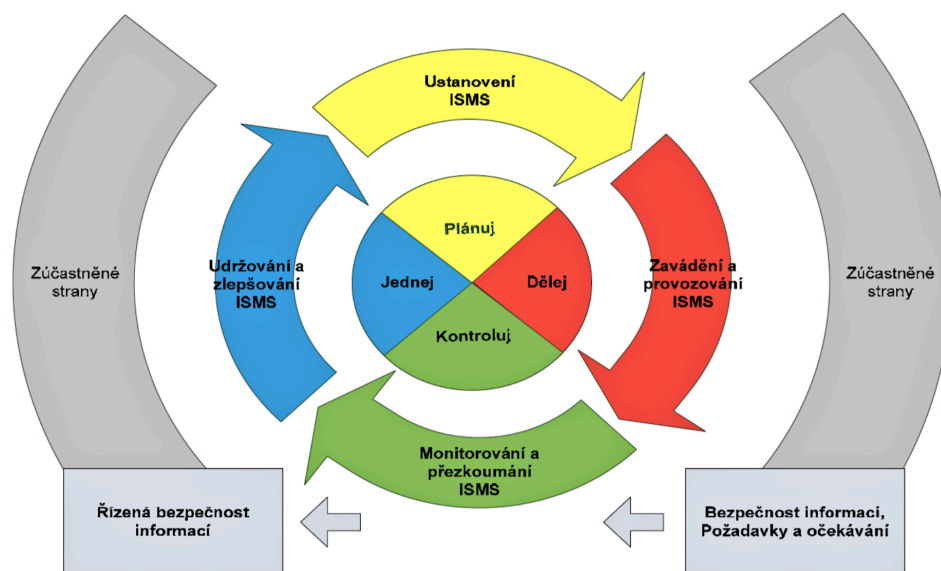 Ustanovení
ISMS
Plánuj
Zúčastněné
strany
Udržování a
zlepšování
ISMS
Jednej
Dělej
Zavádění a
provozování
ISMS
Zúčastněné
strany
Kontroluj
Monitorování a
přezkoumání
ISMS
Řízená bezpečnost
informací
Bezpečnost informací,
Požadavky a očekávání